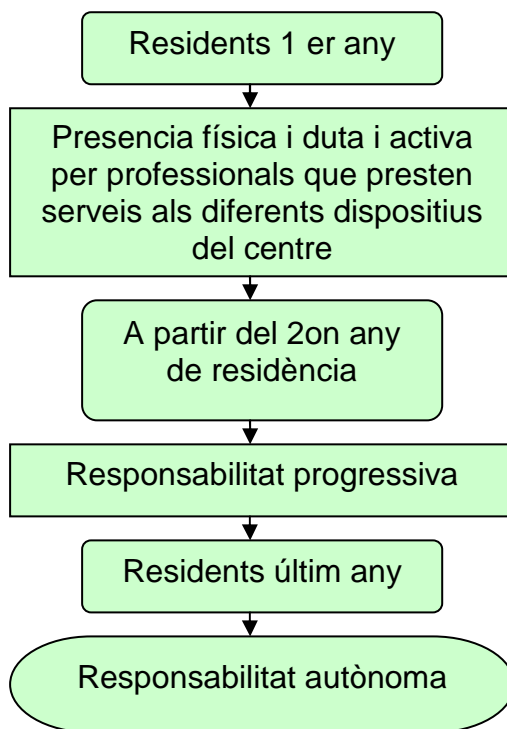 Residents 1 er any
Presencia física i duta i activa
per professionals que presten
serveis als diferents dispositius
del centre
A partir del 2on any
de residència
Responsabilitat progressiva
Residents últim any
Responsabilitat autònoma